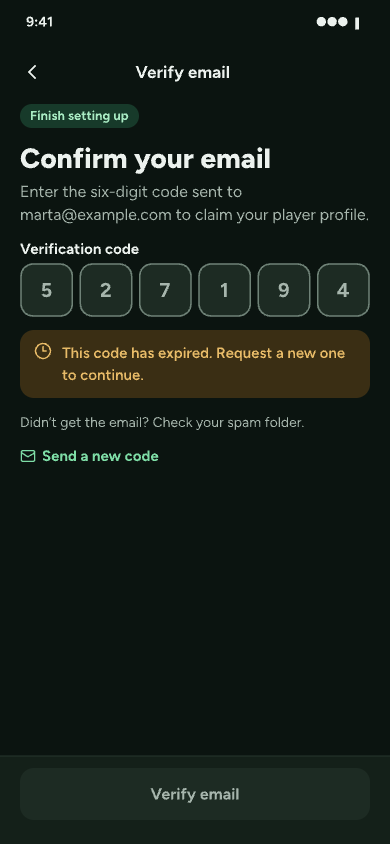 9:41
Verify email
Finish setting up
Confirm your email
Enter the six-digit code sent to
marta@example.com to claim your player profile.
Verification code
5 2 7 1 9 4
This code has expired. Request a new one
to continue.
Didn't get the email? Check your spam folder.
Send a new code
Verify email